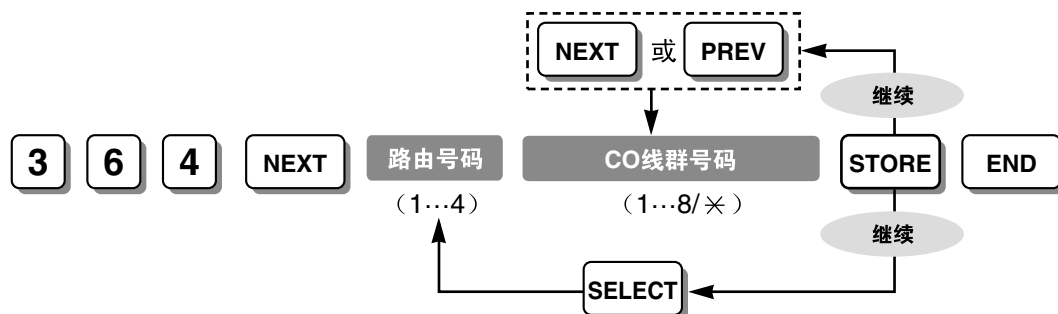 NEXT 或 PREV
继续
3 6 4 NEXT 路由号码 CO线群号码 STORE END
（1…4） （1…8/＊）
继续
SELECT